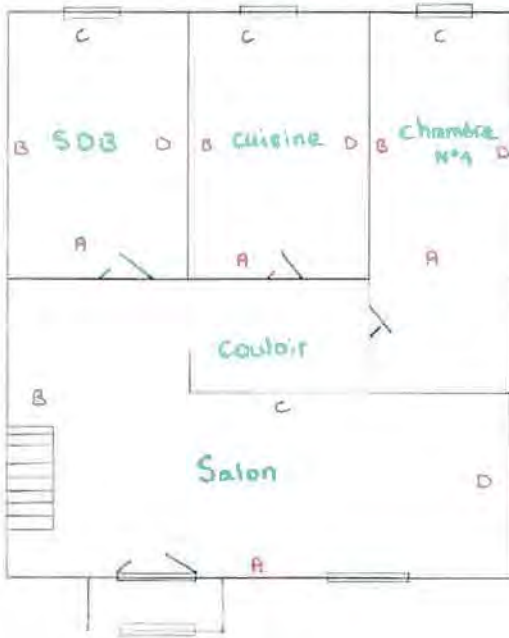 C C C
B SDB D B Cuisine D B Chambre
N°1 D
A A A
Couloir
B C
Salon D
A